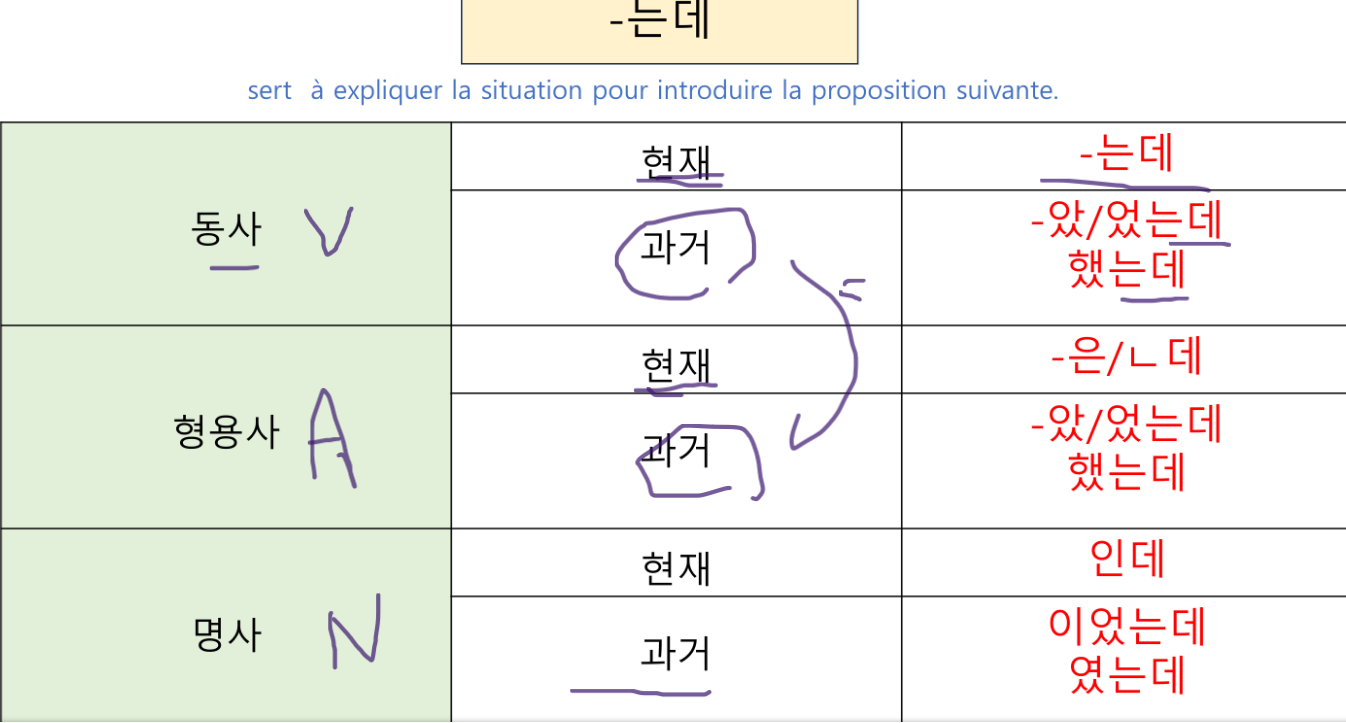 -는데
sert à expliquer la situation pour introduire la proposition suivante.
동사 V
현재
-는데
과거
-았/었는데
했는데
형용사 A
현재
-은/ㄴ데
과거
-았/었는데
했는데
명사 N
현재
인데
과거
이었는데
였는데